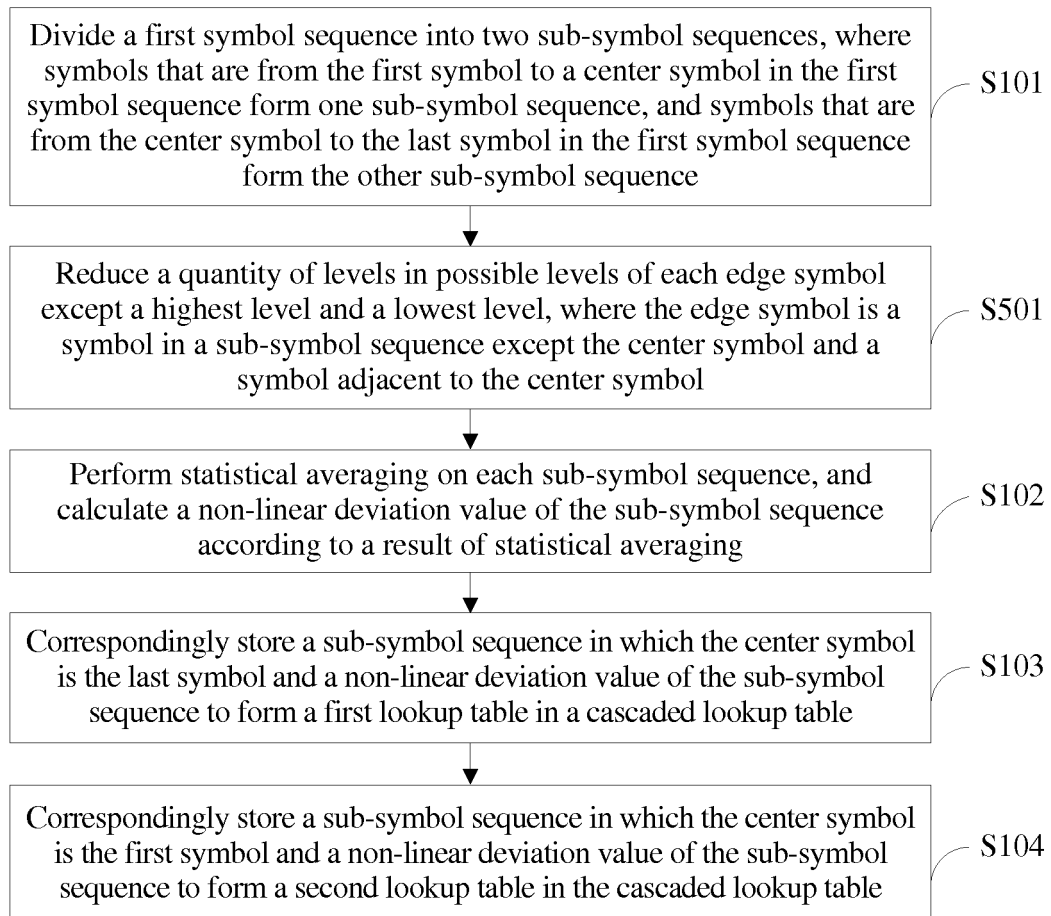 Divide a first symbol sequence into two sub-symbol sequences, where
symbols that are from the first symbol to a center symbol in the first
symbol sequence form one sub-symbol sequence, and symbols that are
from the center symbol to the last symbol in the first symbol sequence
form the other sub-symbol sequence
S101
Reduce a quantity of levels in possible levels of each edge symbol
except a highest level and a lowest level, where the edge symbol is a
symbol in a sub-symbol sequence except the center symbol and a
symbol adjacent to the center symbol
S501
Perform statistical averaging on each sub-symbol sequence, and
calculate a non-linear deviation value of the sub-symbol sequence
according to a result of statistical averaging
S102
Correspondingly store a sub-symbol sequence in which the center symbol
is the last symbol and a non-linear deviation value of the sub-symbol
sequence to form a first lookup table in a cascaded lookup table
S103
Correspondingly store a sub-symbol sequence in which the center symbol
is the first symbol and a non-linear deviation value of the sub-symbol
sequence to form a second lookup table in the cascaded lookup table
S104